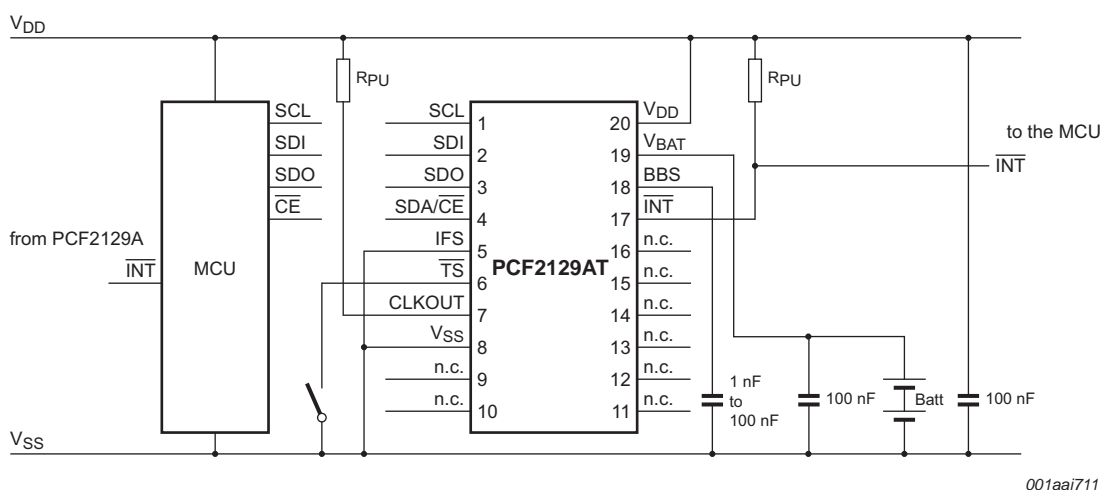 VDD
RPU
RPU
SCL
SDI
SDO
CE
from PCF2129A
INT
MCU
SCL 1
SDI 2
SDO 3
SDA/CE 4
IFS 5
TS 6
CLKOUT 7
VSS 8
n.c. 9
n.c. 10
PCF2129AT
20 VDD
19 VBAT
18 BBS
17 INT
16 n.c.
15 n.c.
14 n.c.
13 n.c.
12 n.c.
11 n.c.
to the MCU
INT
1 nF
to
100 nF
100 nF
Batt
100 nF
VSS
001aaj711